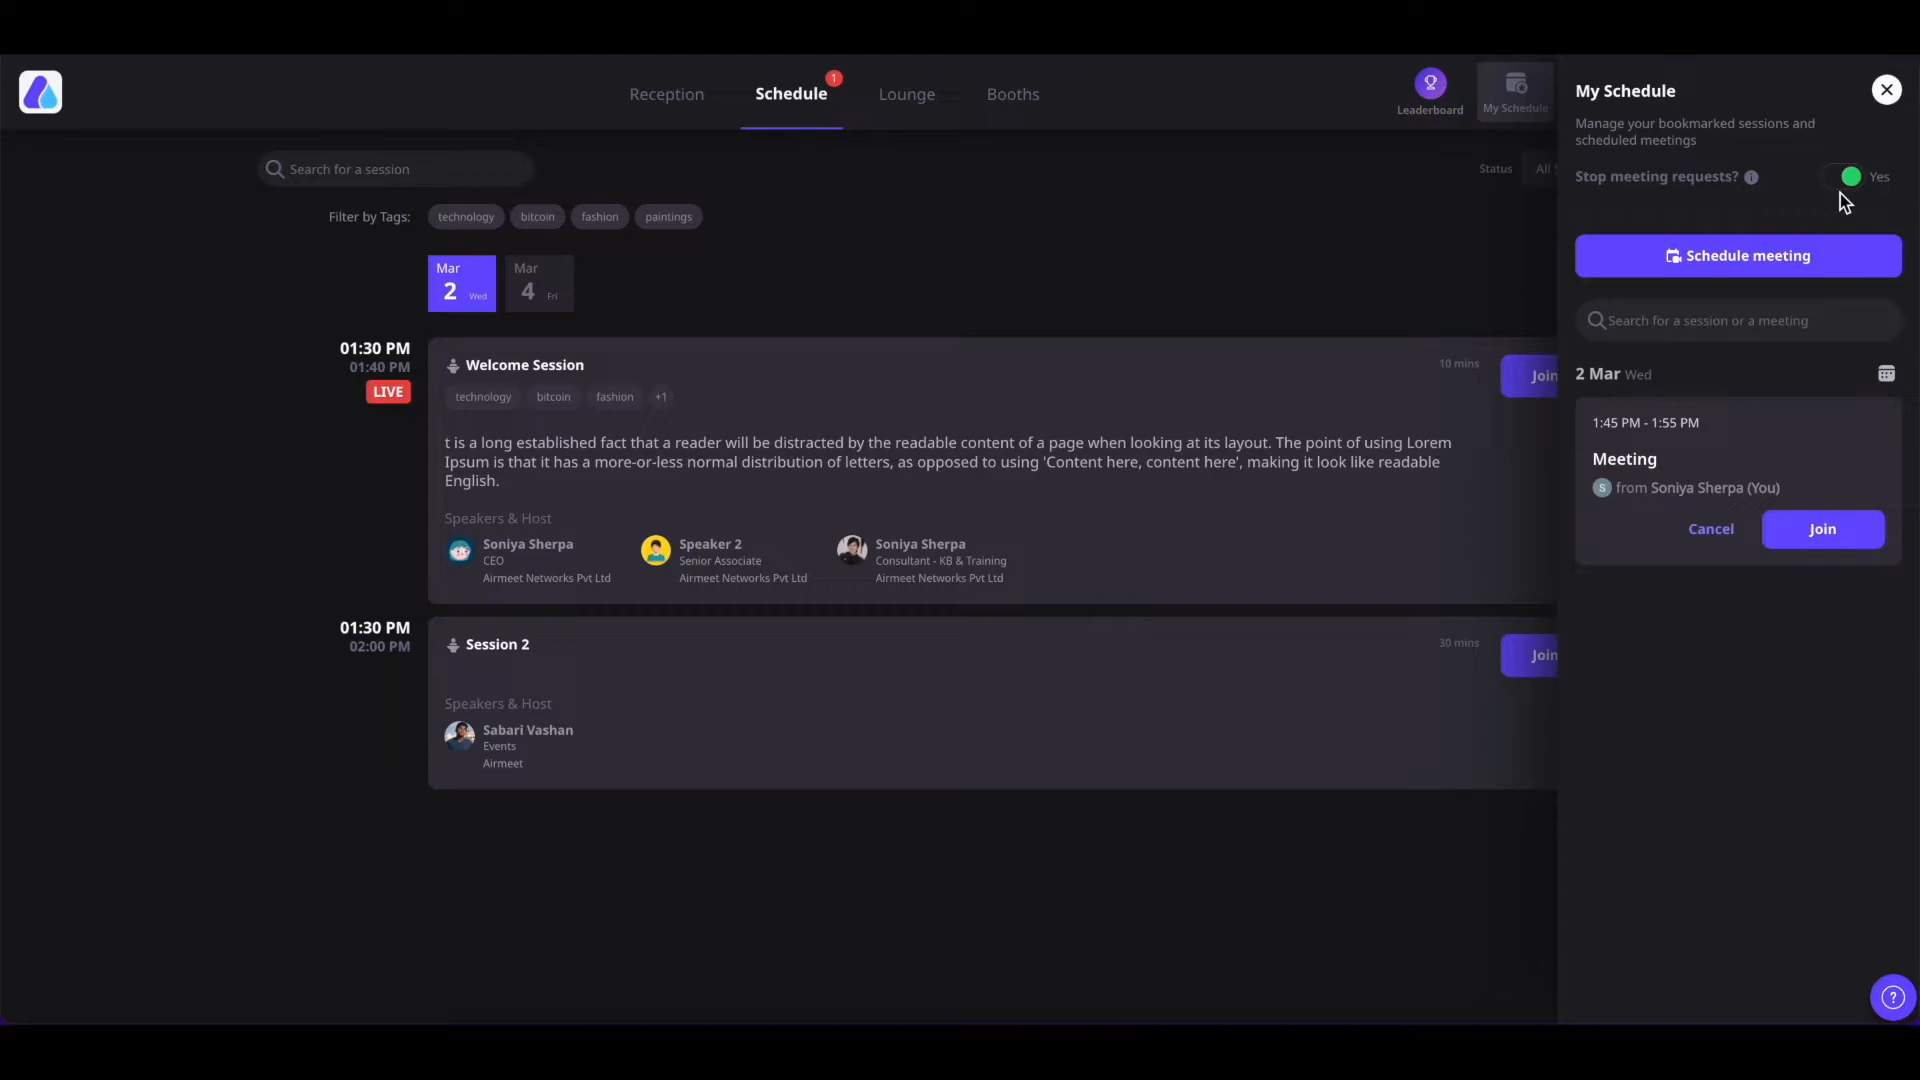 Reception
Schedule
1
Lounge
Booths
Leaderboard
My Schedule
Search for a session
Status
All
Filter by Tags:
technology
bitcoin
fashion
paintings
Mar
2 Wed
Mar
4 Fri
01:30 PM
01:40 PM
LIVE
Welcome Session
10 mins
Join
technology
bitcoin
fashion
+1
t is a long established fact that a reader will be distracted by the readable content of a page when looking at its layout. The point of using Lorem
Ipsum is that it has a more-or-less normal distribution of letters, as opposed to using 'Content here, content here', making it look like readable
English.
Speakers & Host
Soniya Sherpa
CEO
Airmeet Networks Pvt Ltd
Speaker 2
Senior Associate
Airmeet Networks Pvt Ltd
Soniya Sherpa
Consultant - KB & Training
Airmeet Networks Pvt Ltd
01:30 PM
02:00 PM
Session 2
30 mins
Join
Speakers & Host
Sabari Vashan
Events
Airmeet
My Schedule
Manage your bookmarked sessions and
scheduled meetings
Stop meeting requests?
Yes
Schedule meeting
Search for a session or a meeting
2 Mar Wed
1:45 PM - 1:55 PM
Meeting
S from Soniya Sherpa (You)
Cancel
Join
?